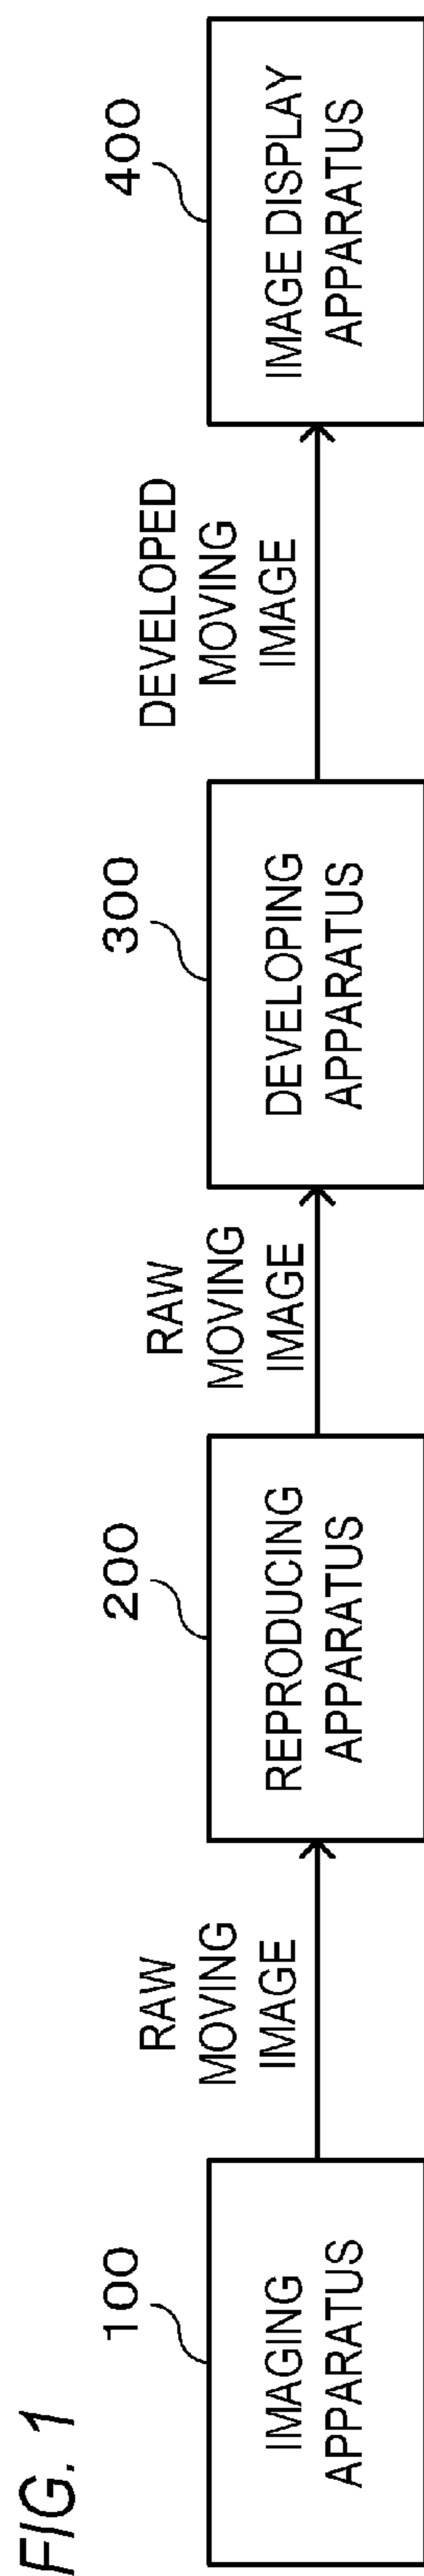 FIG. 1
100
IMAGING
APPARATUS
RAW
MOVING
IMAGE
200
REPRODUCING
APPARATUS
RAW
MOVING
IMAGE
300
DEVELOPING
APPARATUS
DEVELOPED
MOVING
IMAGE
400
IMAGE DISPLAY
APPARATUS